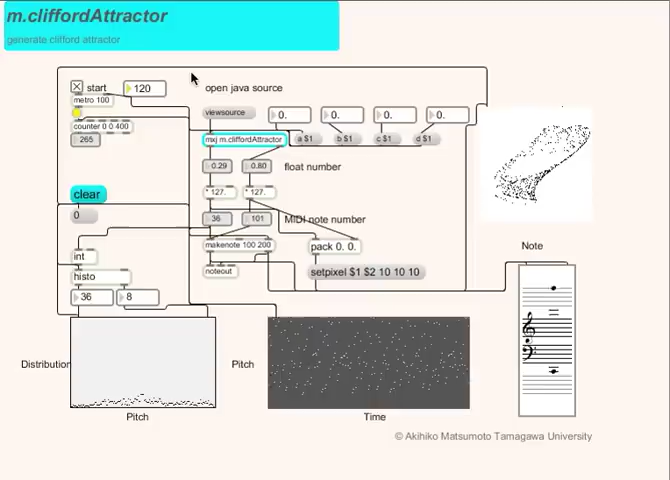 m.cliffordAttractor
generate clifford attractor
start
120
open java source
metro 100
viewsource
0.
0.
0.
0.
counter 0 0 400
265
mxj m.cliffordAttractor
a $1
b $1
c $1
d $1
0.29
0.80
float number
* 127.
* 127.
clear
0
36
101
MIDI note number
makenote 100 200
pack 0. 0.
Note
int
noteout
setpixel $1 $2 10 10 10
histo
36
8
Distribution
Pitch
Pitch
Time
© Akihiko Matsumoto Tamagawa University